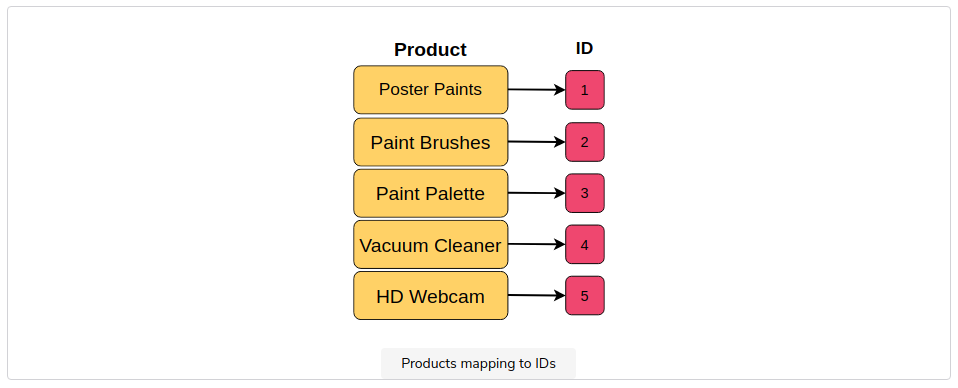 Product ID
Poster Paints 1
Paint Brushes 2
Paint Palette 3
Vacuum Cleaner 4
HD Webcam 5
Products mapping to IDs